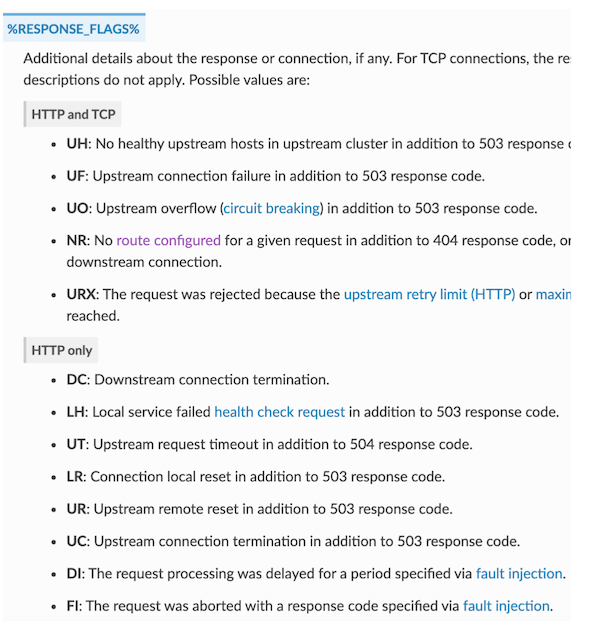 %RESPONSE_FLAGS%
Additional details about the response or connection, if any. For TCP connections, the re
descriptions do not apply. Possible values are:
HTTP and TCP
• UH: No healthy upstream hosts in upstream cluster in addition to 503 response
• UF: Upstream connection failure in addition to 503 response code.
• UO: Upstream overflow (circuit breaking) in addition to 503 response code.
• NR: No route configured for a given request in addition to 404 response code, or
downstream connection.
• URX: The request was rejected because the upstream retry limit (HTTP) or maxim
reached.
HTTP only
• DC: Downstream connection termination.
• LH: Local service failed health check request in addition to 503 response code.
• UT: Upstream request timeout in addition to 504 response code.
• LR: Connection local reset in addition to 503 response code.
• UR: Upstream remote reset in addition to 503 response code.
• UC: Upstream connection termination in addition to 503 response code.
• DI: The request processing was delayed for a period specified via fault injection.
• FI: The request was aborted with a response code specified via fault injection.